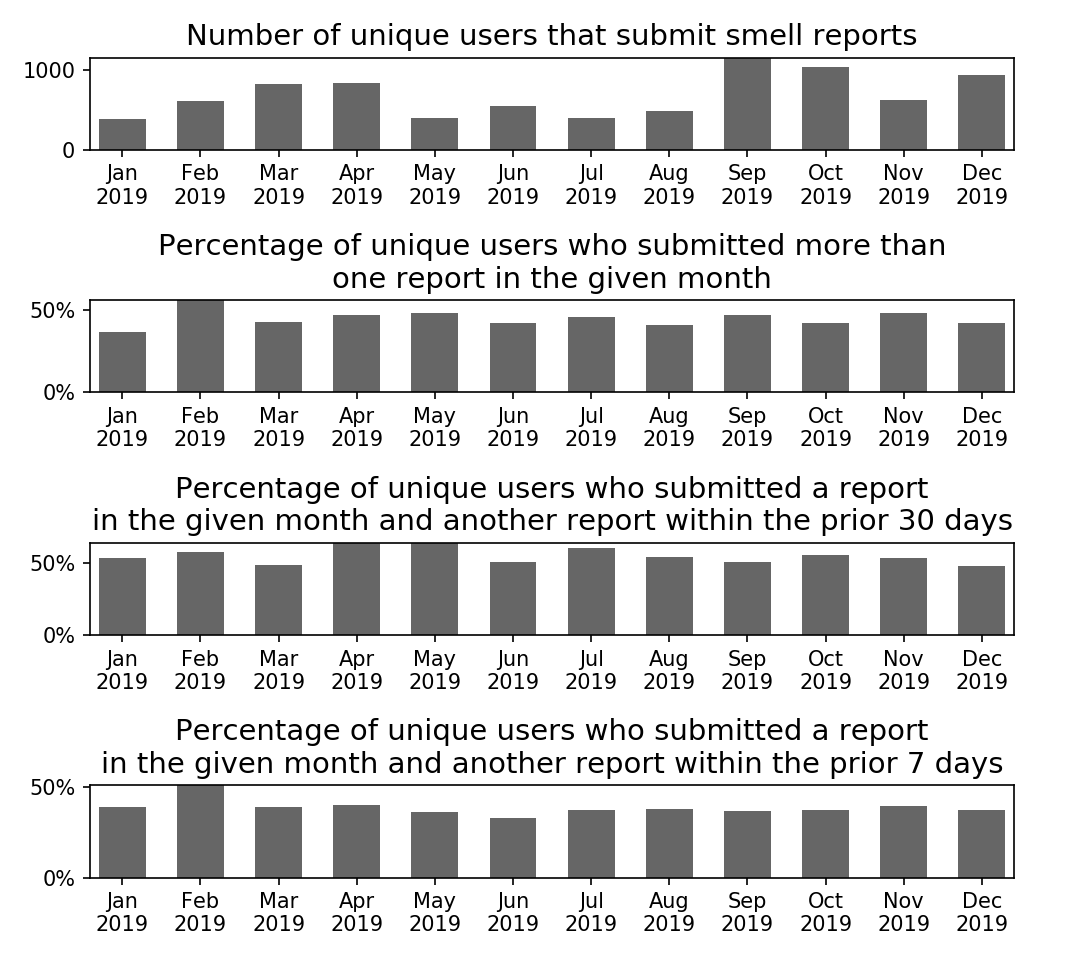 Number of unique users that submit smell reports
1000
0
Jan Feb Mar Apr May Jun Jul Aug Sep Oct Nov Dec
2019 2019 2019 2019 2019 2019 2019 2019 2019 2019 2019 2019
Percentage of unique users who submitted more than
one report in the given month
50%
0%
Jan Feb Mar Apr May Jun Jul Aug Sep Oct Nov Dec
2019 2019 2019 2019 2019 2019 2019 2019 2019 2019 2019 2019
Percentage of unique users who submitted a report
in the given month and another report within the prior 30 days
50%
0%
Jan Feb Mar Apr May Jun Jul Aug Sep Oct Nov Dec
2019 2019 2019 2019 2019 2019 2019 2019 2019 2019 2019 2019
Percentage of unique users who submitted a report
in the given month and another report within the prior 7 days
50%
0%
Jan Feb Mar Apr May Jun Jul Aug Sep Oct Nov Dec
2019 2019 2019 2019 2019 2019 2019 2019 2019 2019 2019 2019